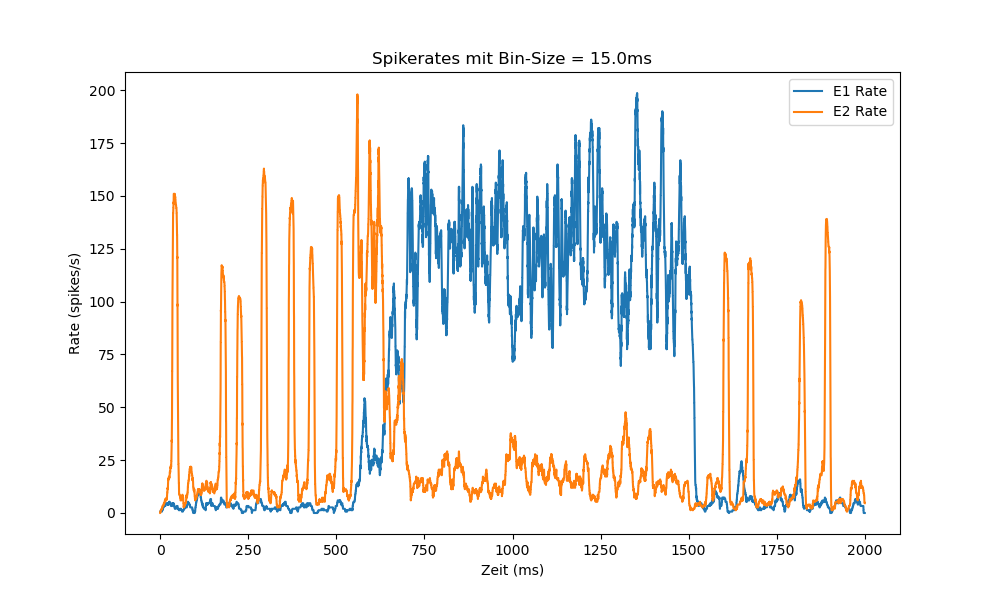 Spikerates mit Bin-Size = 15.0ms
E1 Rate
E2 Rate
200
175
150
125
100
75
50
25
0
Rate (spikes/s)
0 250 500 750 1000 1250 1500 1750 2000
Zeit (ms)